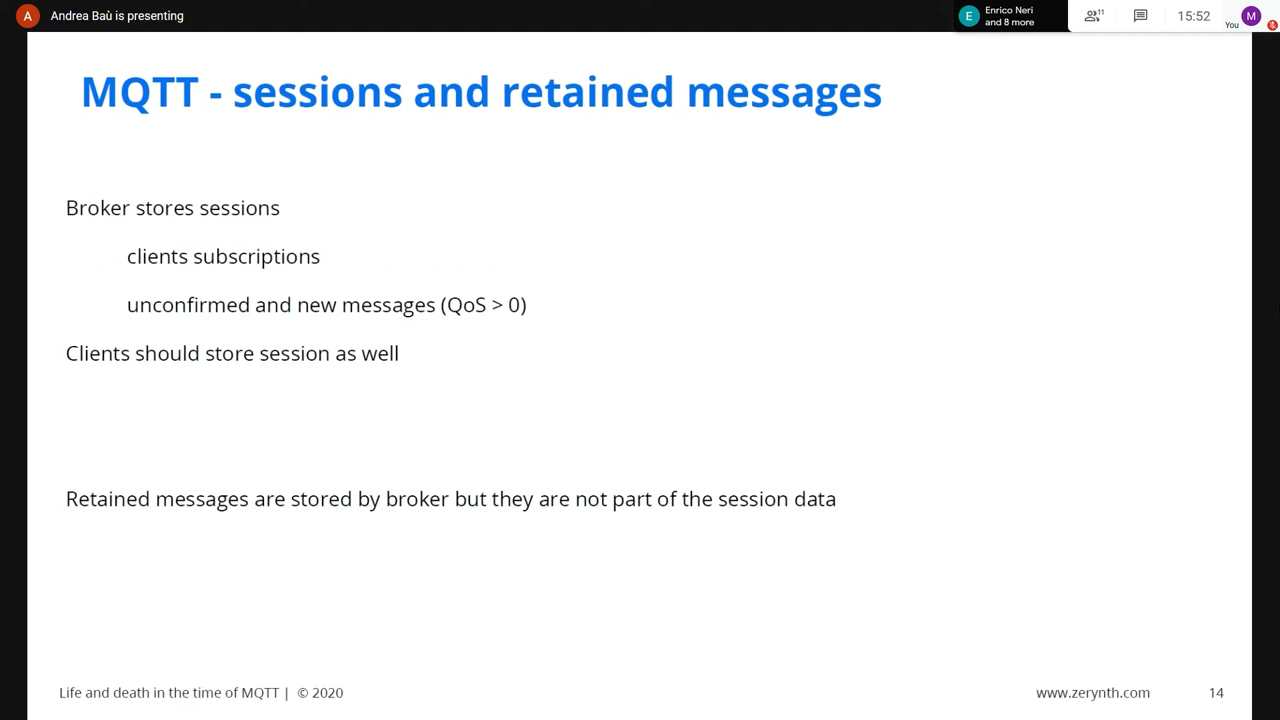 A
Andrea Baù is presenting
E
Enrico Neri
and 8 more
11
15:52
You
M
MQTT - sessions and retained messages
Broker stores sessions
clients subscriptions
unconfirmed and new messages (QoS > 0)
Clients should store session as well
Retained messages are stored by broker but they are not part of the session data
Life and death in the time of MQTT | © 2020
www.zerynth.com
14